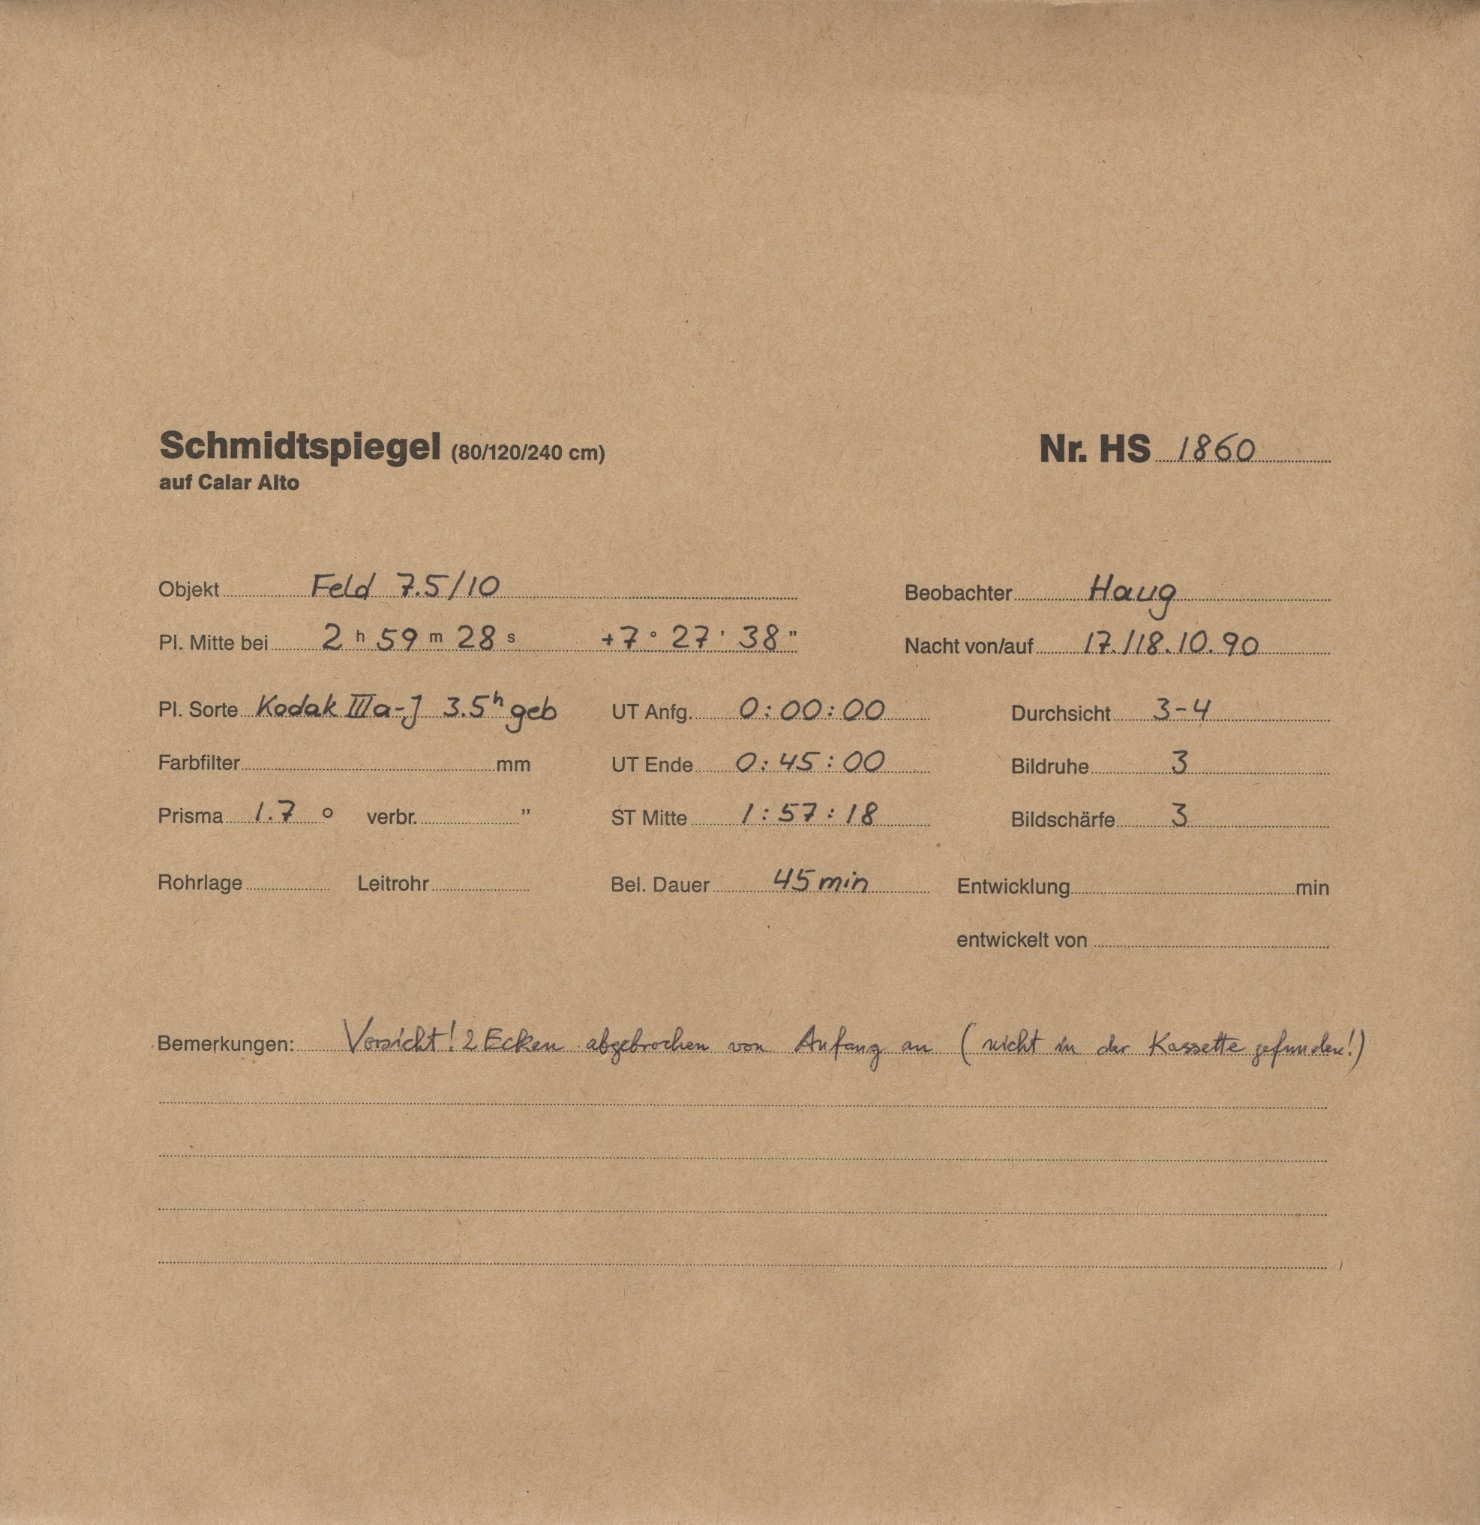 Schmidtspiegel (80/120/240 cm) Nr. HS 1860
auf Calar Alto
Objekt Feld 7.5/10 Beobachter Haug
Pl. Mitte bei 2 h 59 m 28 s +7° 27' 38" Nacht von/auf 17./18.10.90
Pl. Sorte Kodak IIIa-J 3.5h geb UT Anfg. 0:00:00 Durchsicht 3-4
Farbfilter mm UT Ende 0:45:00 Bildruhe 3
Prisma 1.7 ° verbr. " ST Mitte 1:57:18 Bildschärfe 3
Rohrlage Leitrohr Bel. Dauer 45 min Entwicklung min
entwickelt von
Bemerkungen: Vorsicht! 2 Ecken abgebrochen von Anfang an (nicht in der Kassette gefunden!)